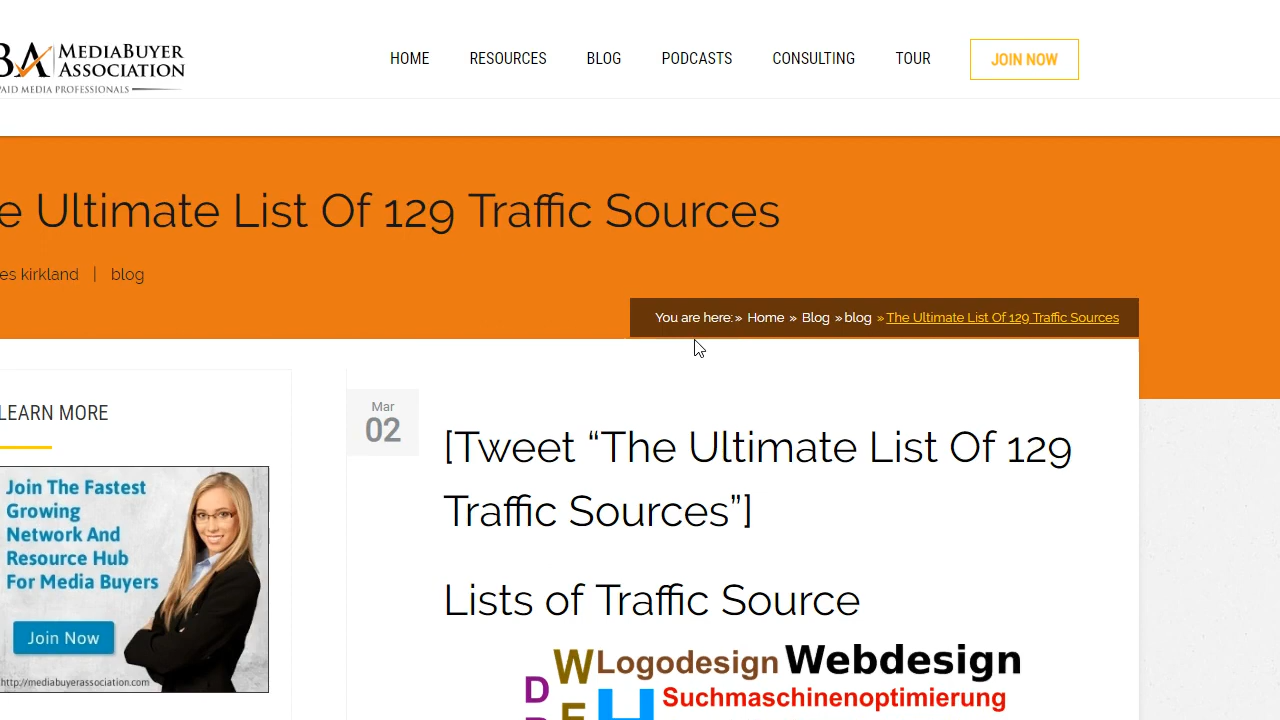 BA MEDIABUYER
ASSOCIATION
PAID MEDIA PROFESSIONALS
HOME RESOURCES BLOG PODCASTS CONSULTING TOUR JOIN NOW
e Ultimate List Of 129 Traffic Sources
es kirkland | blog
You are here: » Home » Blog » blog » The Ultimate List Of 129 Traffic Sources
LEARN MORE
Mar
02
[Tweet “The Ultimate List Of 129
Traffic Sources”]
Join The Fastest
Growing
Network And
Resource Hub
For Media Buyers
Join Now
http://mediabuyerassociation.com
Lists of Traffic Source
W Logodesign Webdesign
D Suchmaschinenoptimierung